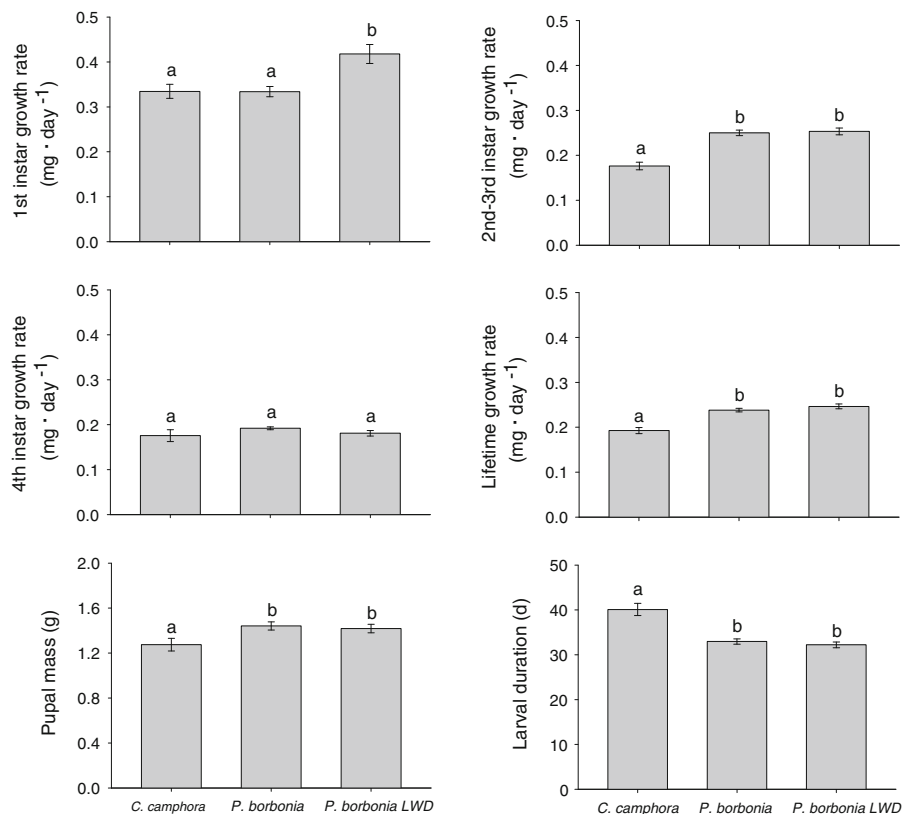 1st instar growth rate
(mg · day -1)
0.5
0.4
0.3
0.2
0.1
0.0
a
a
b
2nd-3rd instar growth rate
(mg · day -1)
0.5
0.4
0.3
0.2
0.1
0.0
a
b
b
4th instar growth rate
(mg · day -1)
0.5
0.4
0.3
0.2
0.1
0.0
a
a
a
Lifetime growth rate
(mg · day -1)
0.5
0.4
0.3
0.2
0.1
0.0
a
b
b
Pupal mass (g)
2.0
1.6
1.2
0.8
0.4
0.0
a
b
b
C. camphora
P. borbonia
P. borbonia LWD
Larval duration (d)
50
40
30
20
10
0
a
b
b
C. camphora
P. borbonia
P. borbonia LWD